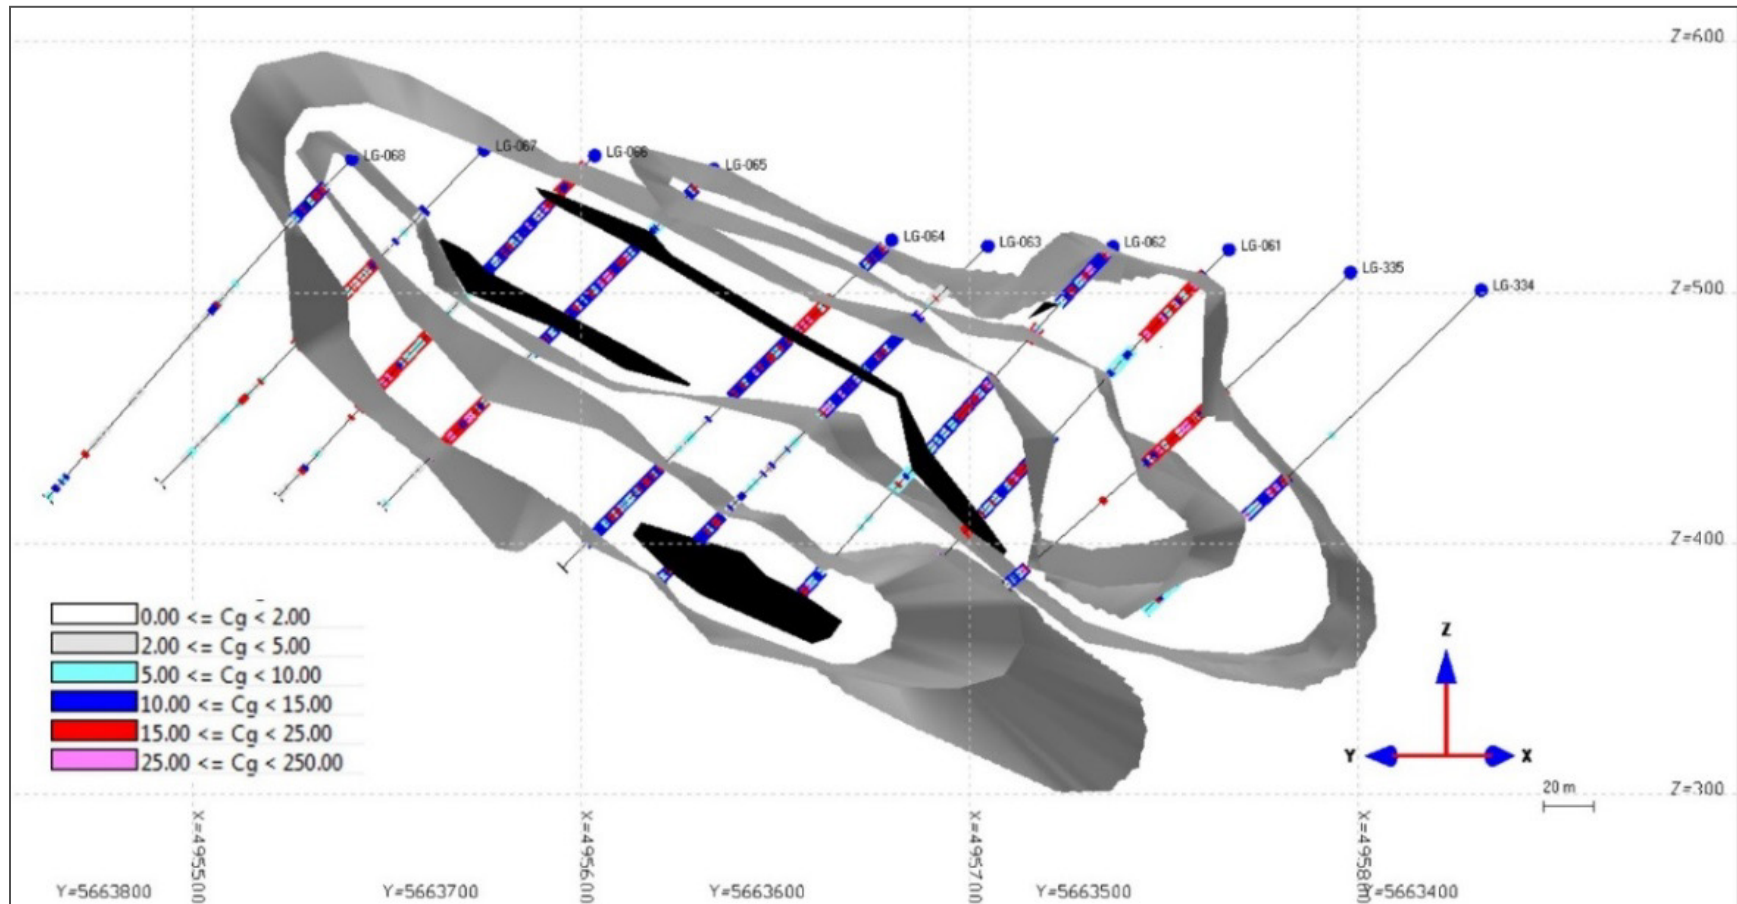 Z=600
LG-068
LG-067
LG-066
LG-065
LG-064
LG-063
LG-062
LG-061
LG-335
LG-334
Z=500
Z=400
0.00 <= Cg < 2.00
2.00 <= Cg < 5.00
5.00 <= Cg < 10.00
10.00 <= Cg < 15.00
15.00 <= Cg < 25.00
25.00 <= Cg < 250.00
Z
Y
X
20 m
Z=300
X=495500
X=495600
X=495700
X=495800
Y=5663800
Y=5663700
Y=5663600
Y=5663500
Y=5663400